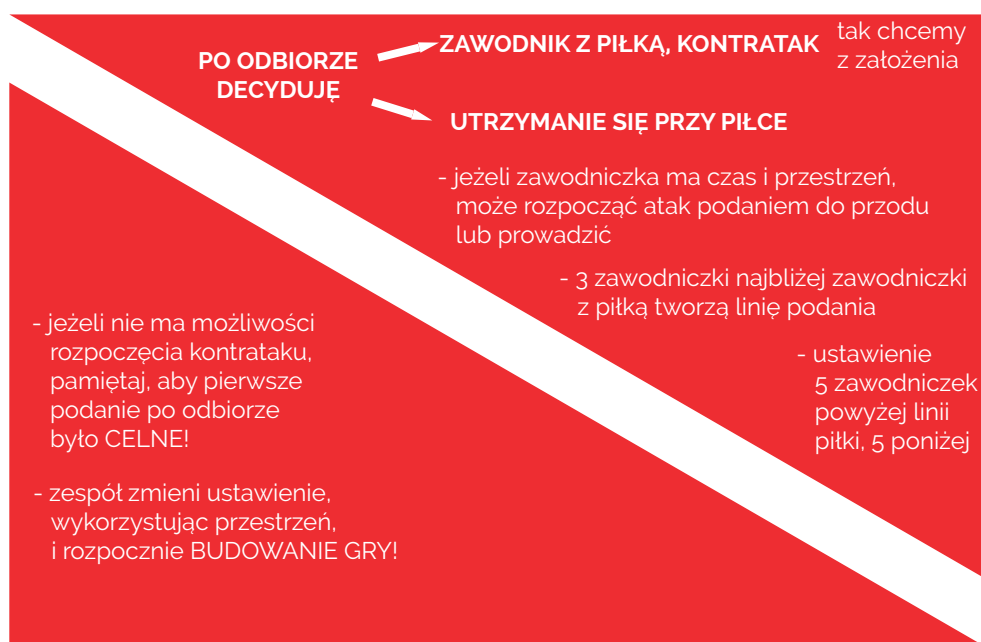 PO ODBIORZE
DECYDUJĘ
ZAWODNIK Z PIŁKĄ, KONTRATAK
tak chcemy
z założenia
UTRZYMANIE SIĘ PRZY PIŁCE
- jeżeli zawodniczka ma czas i przestrzeń,
może rozpocząć atak podaniem do przodu
lub prowadzić
- 3 zawodniczki najbliżej zawodniczki
z piłką tworzą linię podania
- ustawienie
5 zawodniczek
powyżej linii
piłki, 5 poniżej
- jeżeli nie ma możliwości
rozpoczęcia kontrataku,
pamiętaj, aby pierwsze
podanie po odbiorze
było CELNE!
- zespół zmieni ustawienie,
wykorzystując przestrzeń,
i rozpocznie BUDOWANIE GRY!